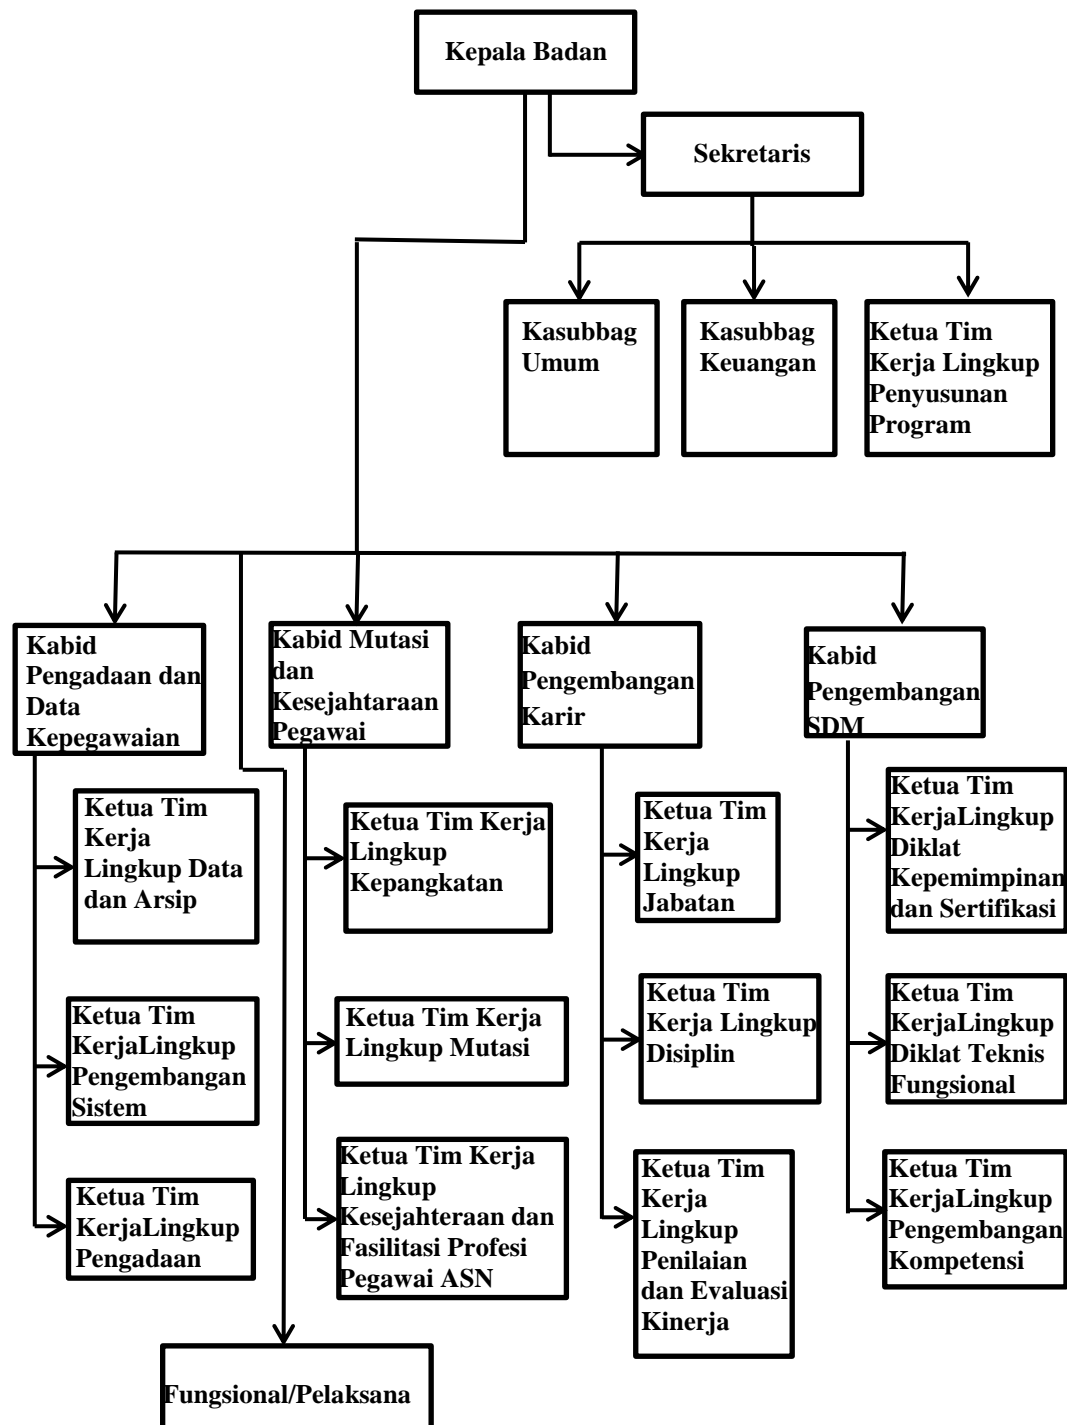 Kepala Badan
Sekretaris
Kasubbag
Umum
Kasubbag
Keuangan
Ketua Tim
Kerja Lingkup
Penyusunan
Program
Kabid
Pengadaan dan
Data
Kepegawaian
Kabid Mutasi
dan
Kesejahtaraan
Pegawai
Kabid
Pengembangan
Karir
Kabid
Pengembangan
SDM
Ketua Tim
Kerja
Lingkup Data
dan Arsip
Ketua Tim Kerja
Lingkup
Kepangkatan
Ketua Tim
Kerja
Lingkup
Jabatan
Ketua Tim
KerjaLingkup
Diklat
Kepemimpinan
dan Sertifikasi
Ketua Tim
KerjaLingkup
Pengembangan
Sistem
Ketua Tim Kerja
Lingkup Mutasi
Ketua Tim
Kerja Lingkup
Disiplin
Ketua Tim
KerjaLingkup
Diklat Teknis
Fungsional
Ketua Tim
KerjaLingkup
Pengadaan
Ketua Tim Kerja
Lingkup
Kesejahteraan dan
Fasilitasi Profesi
Pegawai ASN
Ketua Tim
Kerja
Lingkup
Penilaian
dan Evaluasi
Kinerja
Ketua Tim
KerjaLingkup
Pengembangan
Kompetensi
Fungsional/Pelaksana